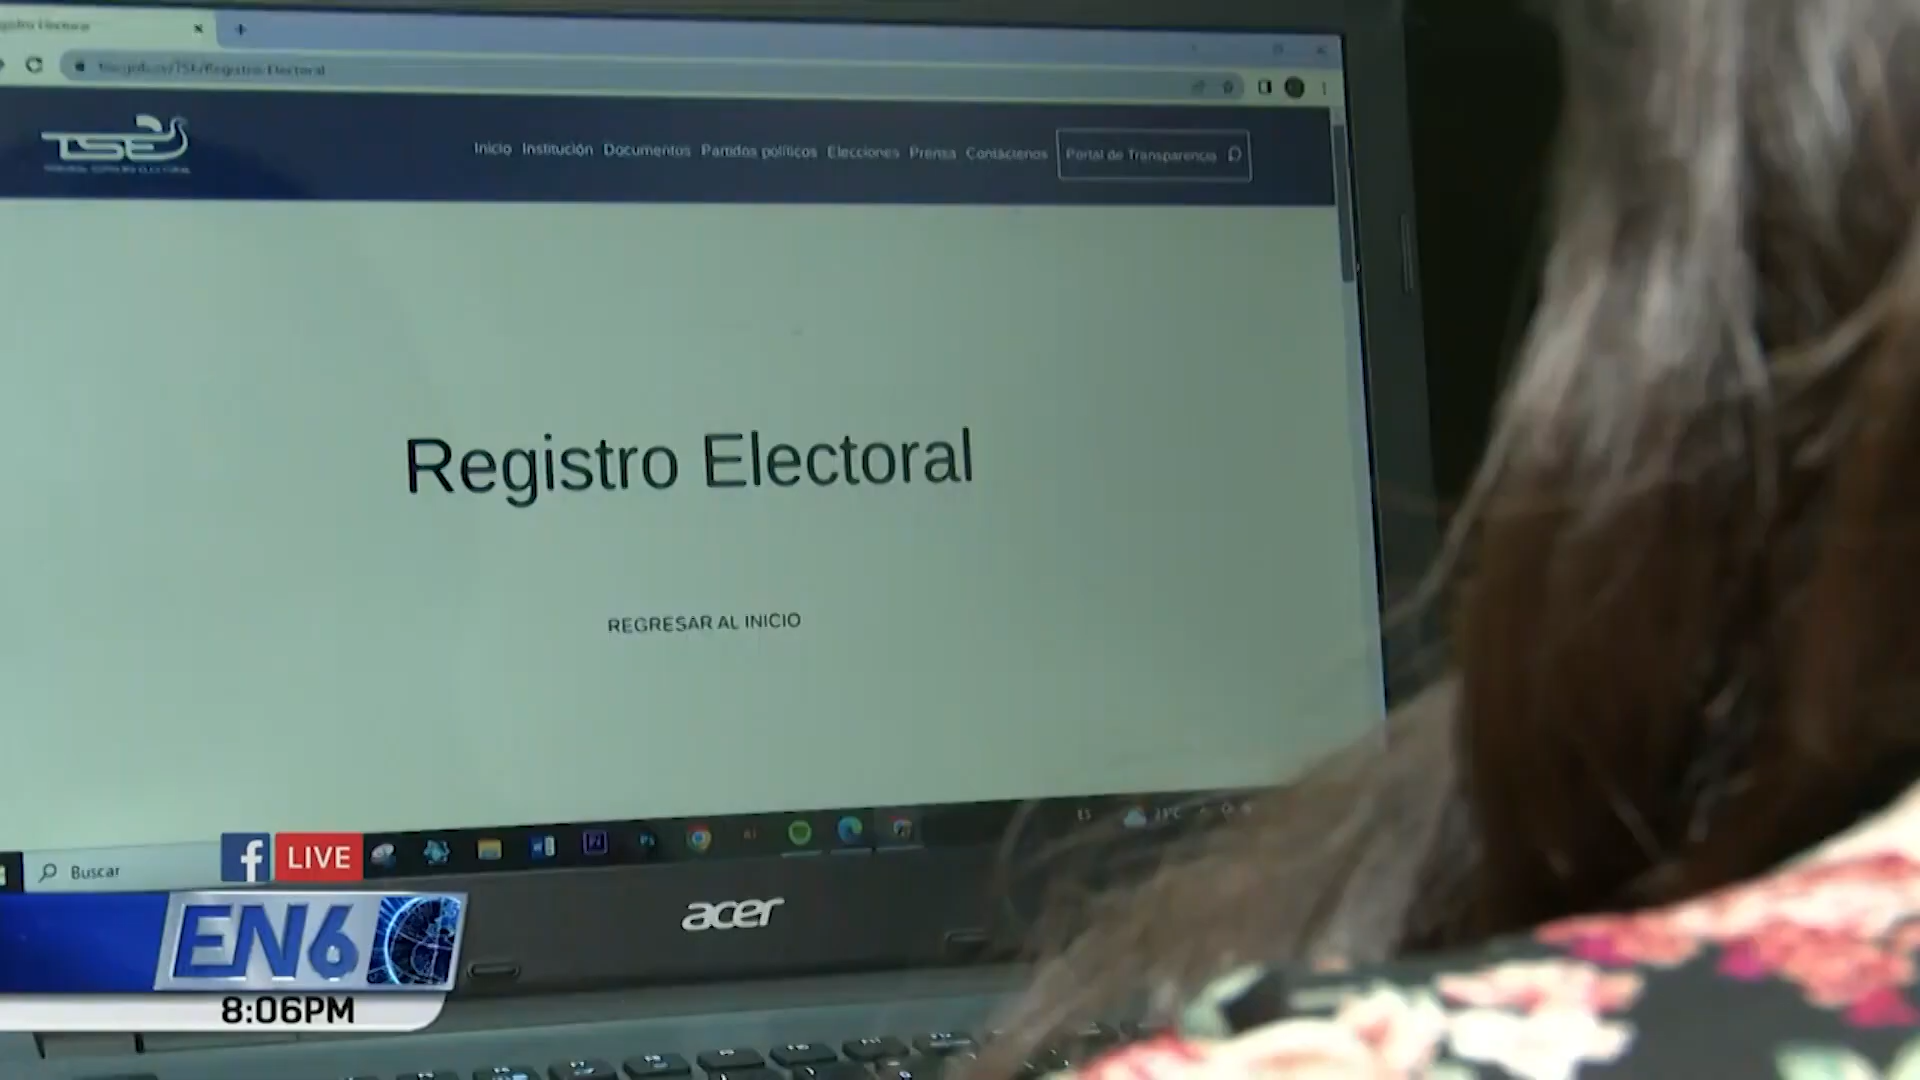 TSE
Inicio Institución Documentos Partidos políticos Elecciones Prensa Contáctenos Portal de Transparencia
Registro Electoral
REGRESAR AL INICIO
Buscar
f LIVE
ES
acer
EN6
8:06PM